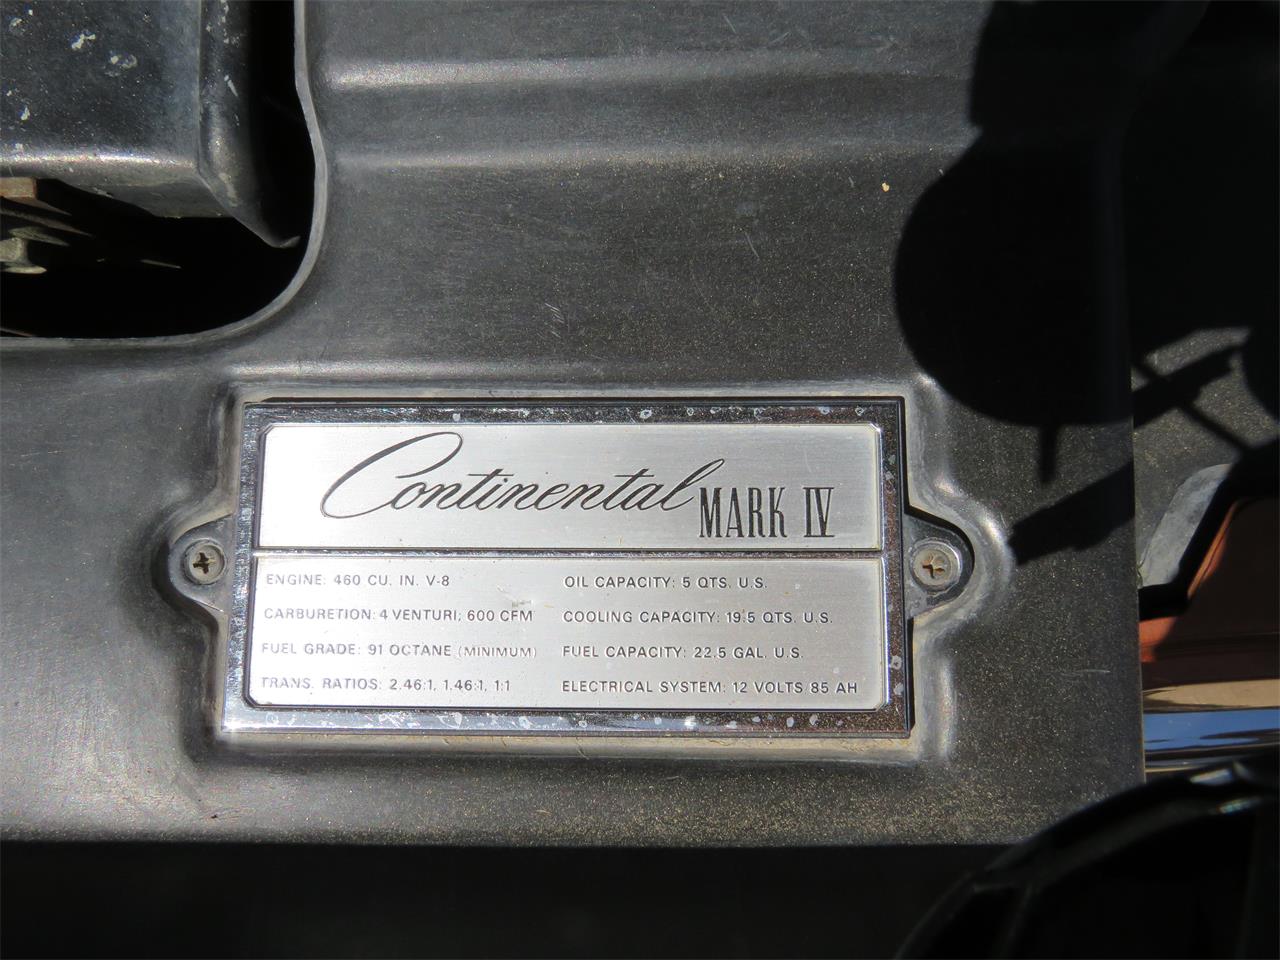 Continental MARK IV
ENGINE: 460 CU. IN. V-8
CARBURETION: 4 VENTURI; 600 CFM
FUEL GRADE: 91 OCTANE (MINIMUM)
TRANS. RATIOS: 2.46:1, 1.46:1, 1:1
OIL CAPACITY: 5 QTS. U.S.
COOLING CAPACITY: 19.5 QTS. U.S.
FUEL CAPACITY: 22.5 GAL. U.S.
ELECTRICAL SYSTEM: 12 VOLTS 85 AH